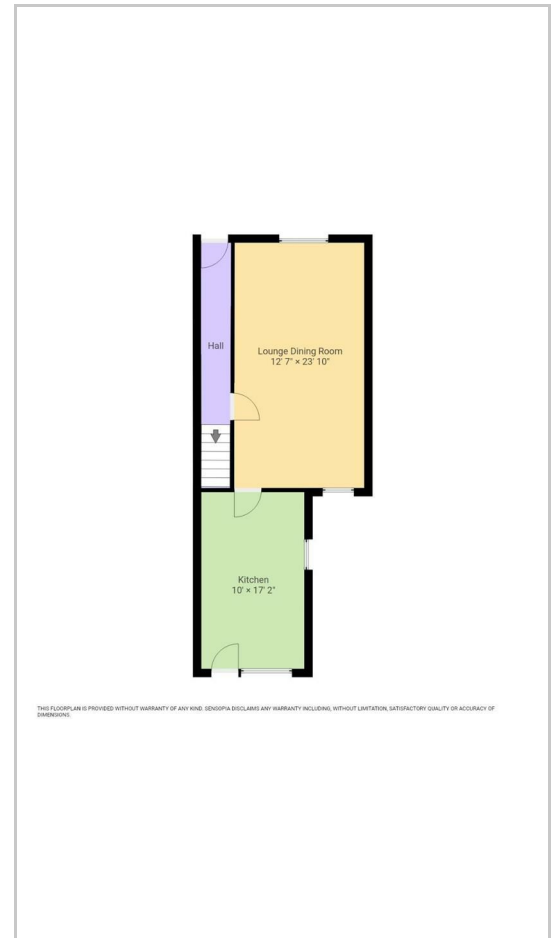 Hall
Lounge Dining Room
12' 7" × 23' 10"
Kitchen
10' × 17' 2"
THIS FLOORPLAN IS PROVIDED WITHOUT WARRANTY OF ANY KIND. SENSOPIA DISCLAIMS ANY WARRANTY INCLUDING, WITHOUT LIMITATION, SATISFACTORY QUALITY OR ACCURACY OF
DIMENSIONS.